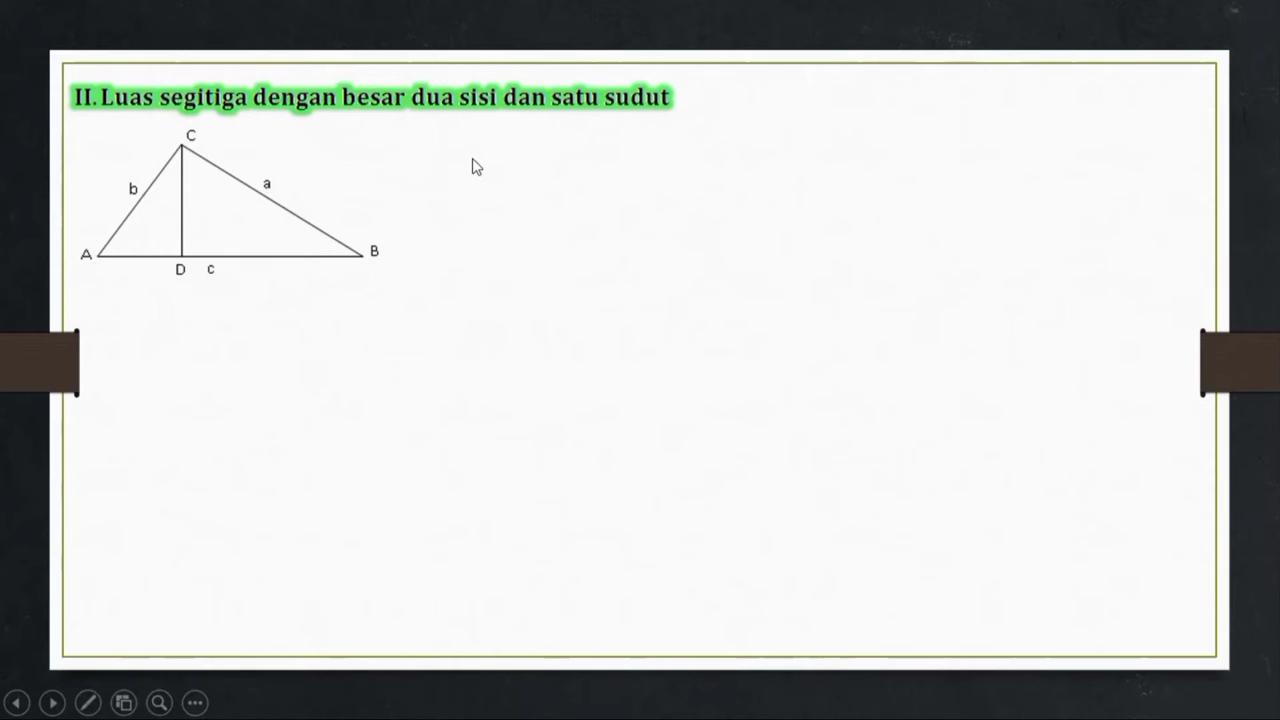 II. Luas segitiga dengan besar dua sisi dan satu sudut
C
b
a
A
B
D
c